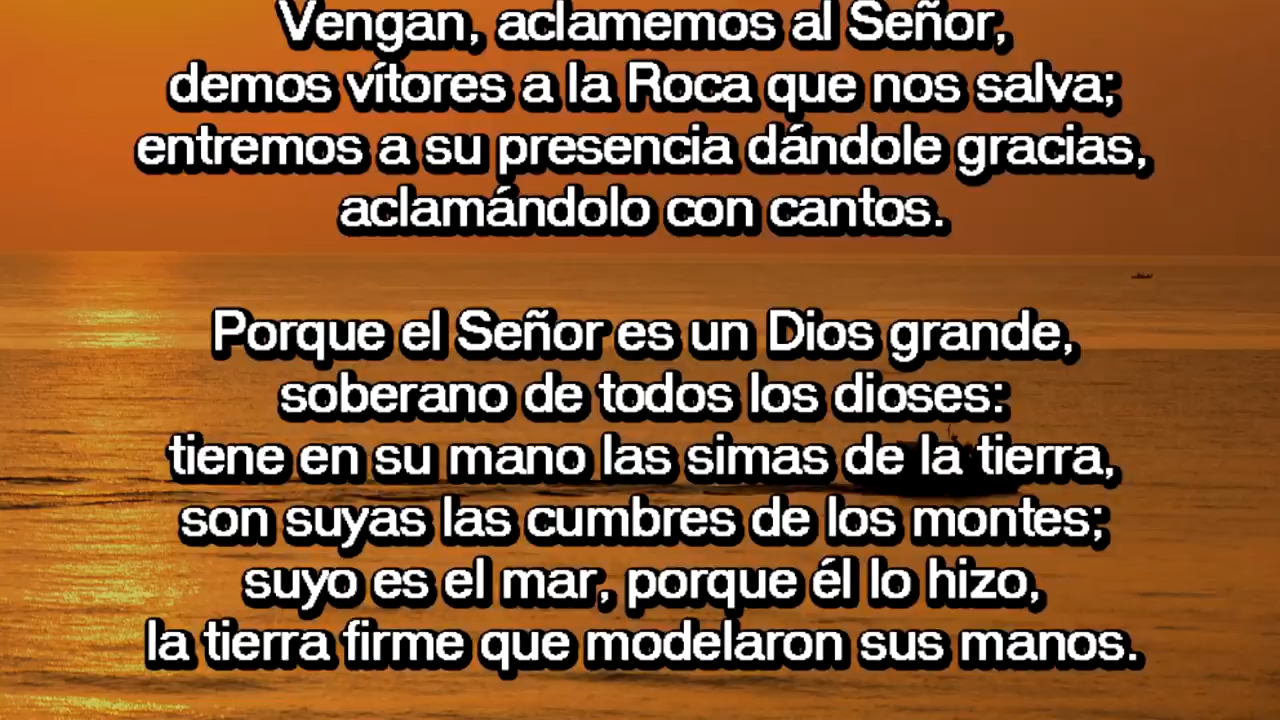 Vengan, aclamemos al Señor,
demos vítores a la Roca que nos salva;
entremos a su presencia dándole gracias,
aclamándolo con cantos.
Porque el Señor es un Dios grande,
soberano de todos los dioses:
tiene en su mano las simas de la tierra,
son suyas las cumbres de los montes;
suyo es el mar, porque él lo hizo,
la tierra firme que modelaron sus manos.